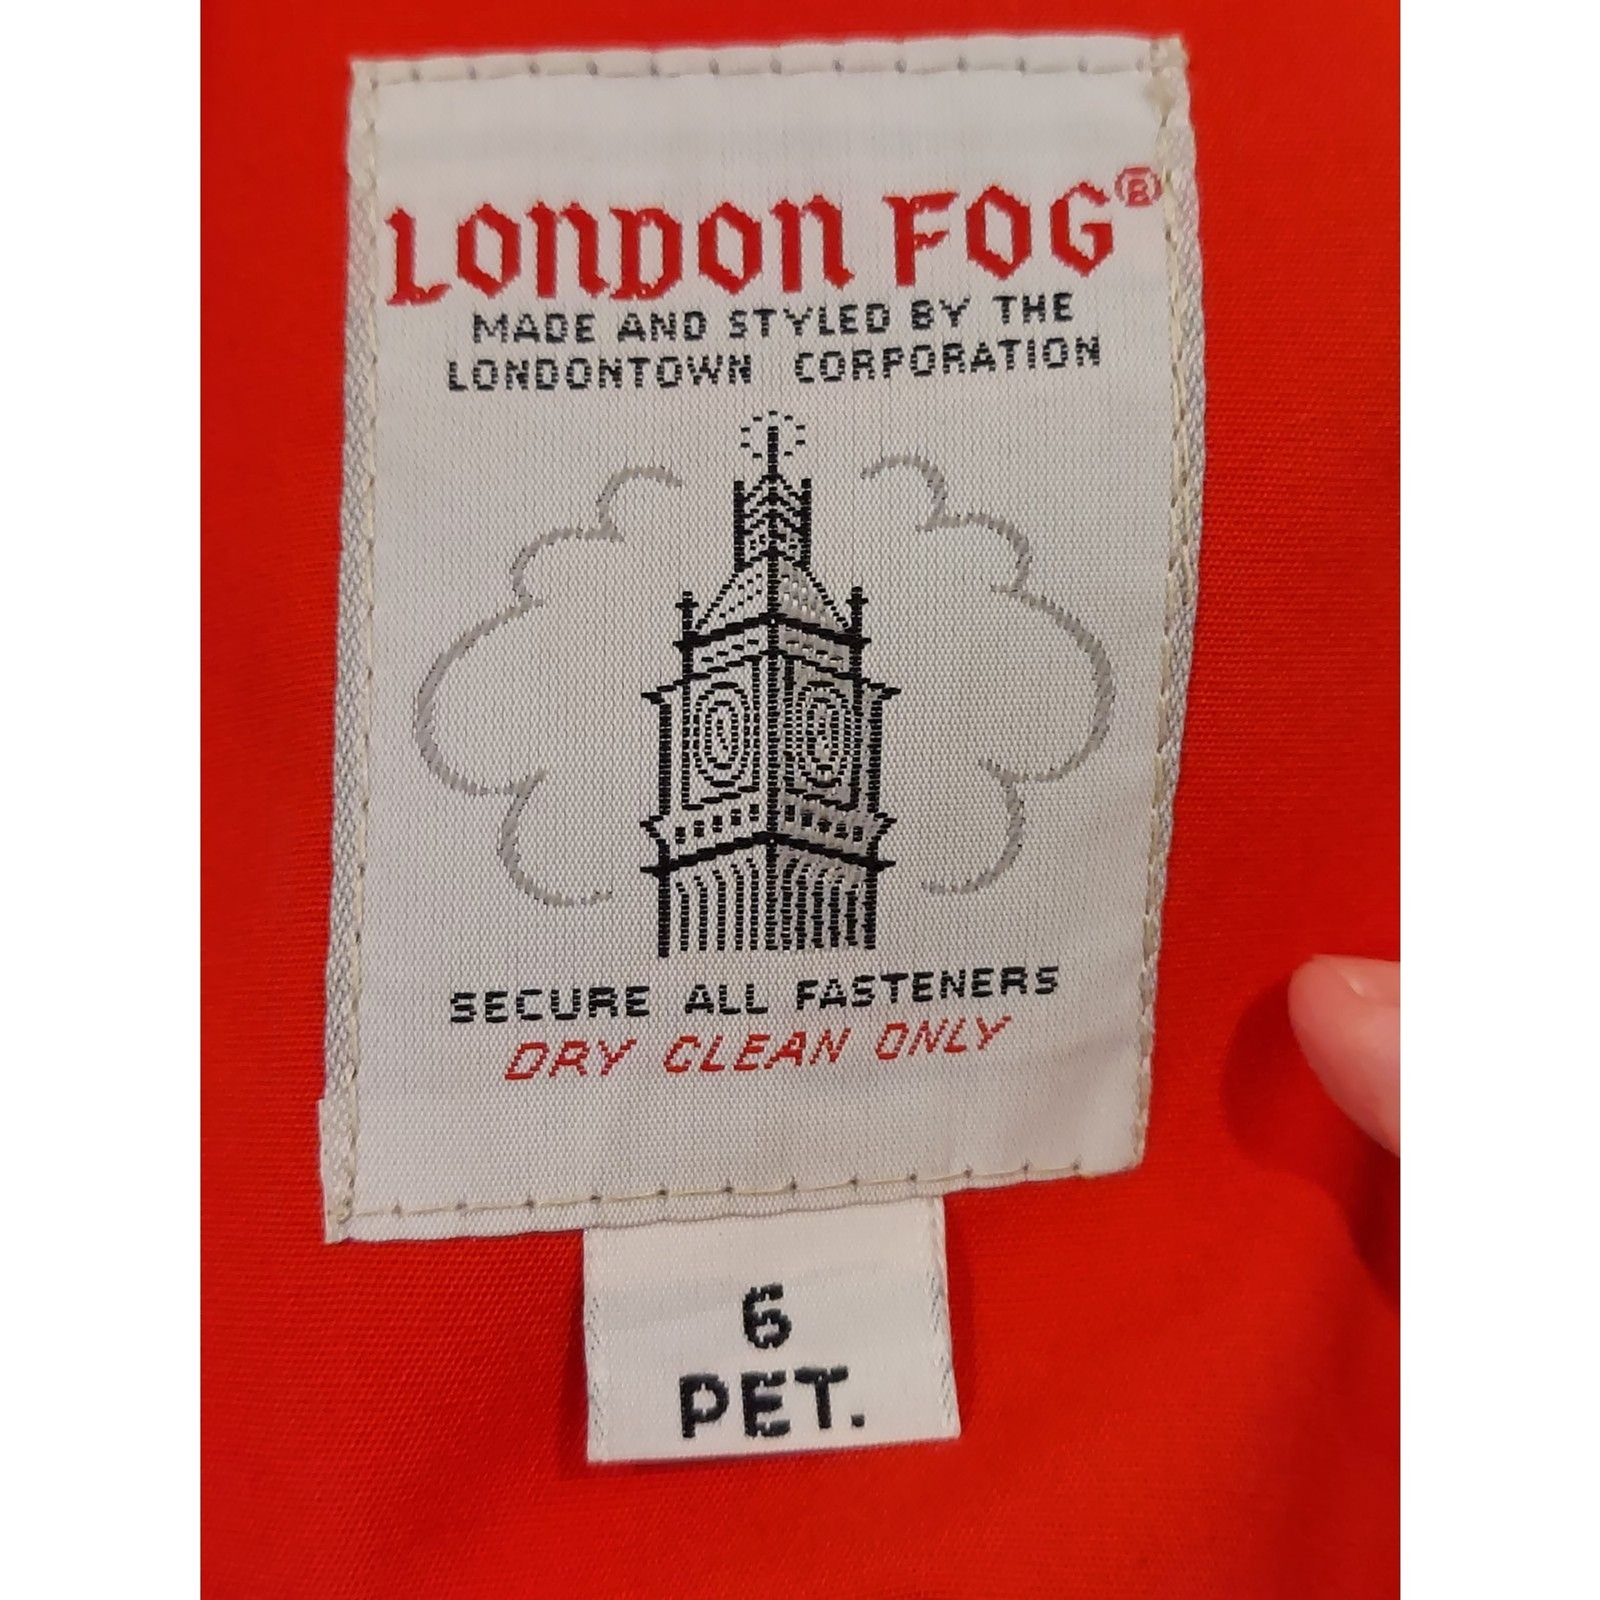 LONDON FOG®
MADE AND STYLED BY THE
LONDONTOWN CORPORATION
SECURE ALL FASTENERS
DRY CLEAN ONLY
6
PET.